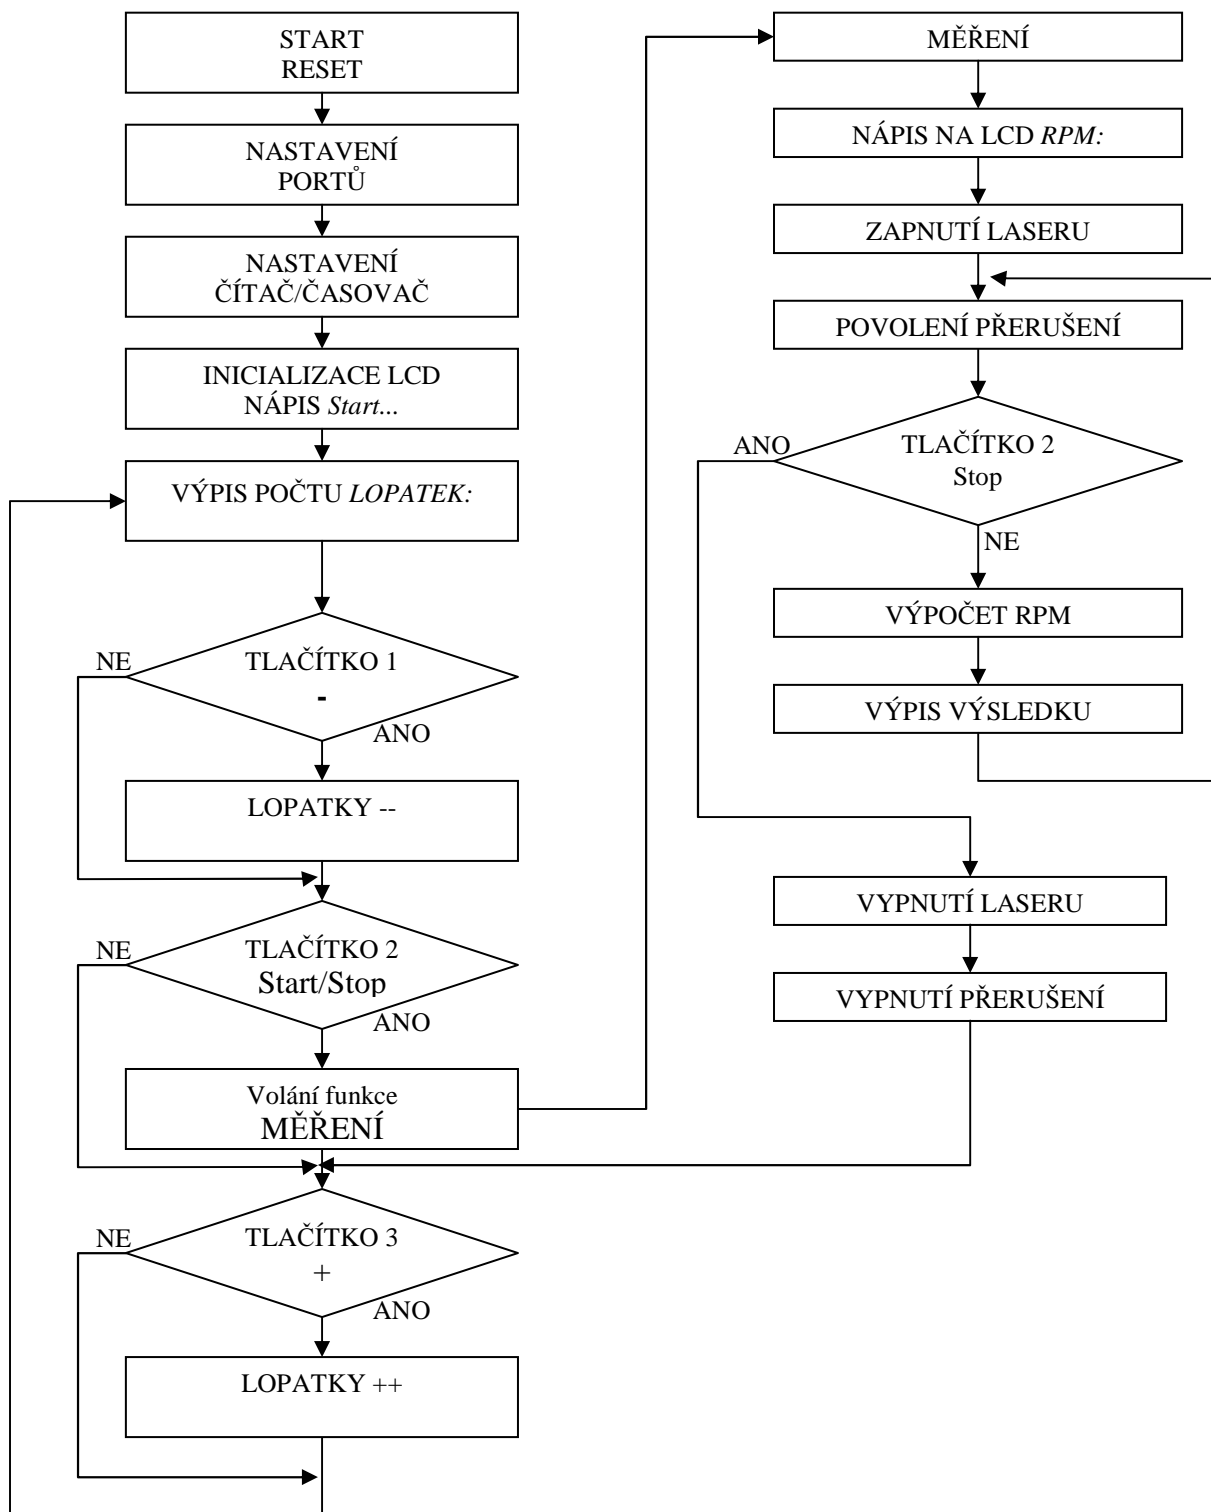 START
RESET
NASTAVENÍ
PORTŮ
NASTAVENÍ
ČÍTAČ/ČASOVAČ
INICIALIZACE LCD
NÁPIS Start...
VÝPIS POČTU LOPATEK:
NE
TLAČÍTKO 1
-
ANO
LOPATKY --
NE
TLAČÍTKO 2
Start/Stop
ANO
Volání funkce
MĚŘENÍ
NE
TLAČÍTKO 3
+
ANO
LOPATKY ++
MĚŘENÍ
NÁPIS NA LCD RPM:
ZAPNUTÍ LASERU
POVOLENÍ PŘERUŠENÍ
ANO
TLAČÍTKO 2
Stop
NE
VÝPOČET RPM
VÝPIS VÝSLEDKU
VYPNUTÍ LASERU
VYPNUTÍ PŘERUŠENÍ